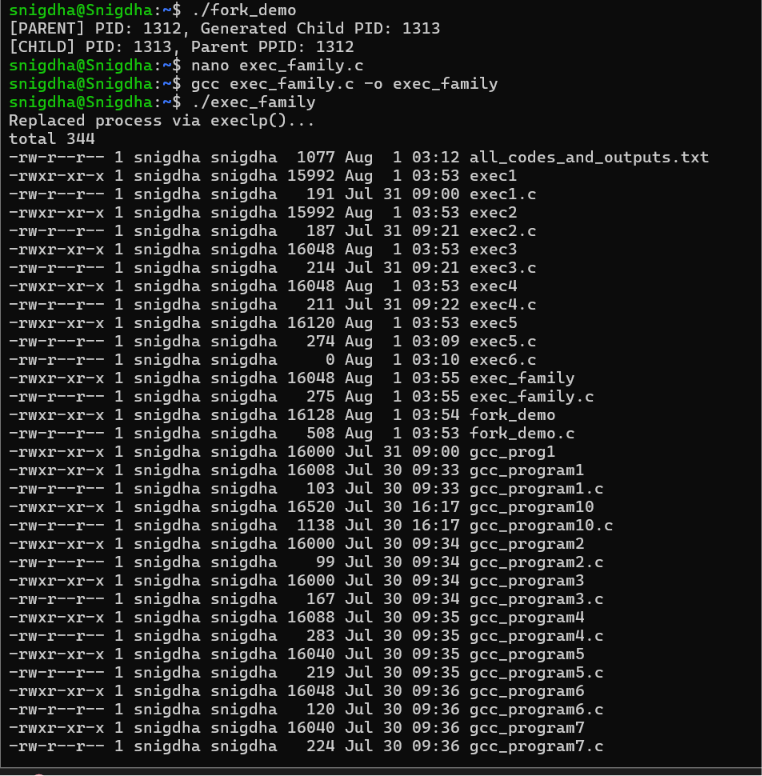 snigdha@Snigdha:~$ ./fork_demo
[PARENT] PID: 1312, Generated Child PID: 1313
[CHILD] PID: 1313, Parent PPID: 1312
snigdha@Snigdha:~$ nano exec_family.c
snigdha@Snigdha:~$ gcc exec_family.c -o exec_family
snigdha@Snigdha:~$ ./exec_family
Replaced process via execlp()...
total 344
-rw-r--r-- 1 snigdha snigdha  1077 Aug  1 03:12 all_codes_and_outputs.txt
-rwxr-xr-x 1 snigdha snigdha 15992 Aug  1 03:53 exec1
-rw-r--r-- 1 snigdha snigdha   191 Jul 31 09:00 exec1.c
-rwxr-xr-x 1 snigdha snigdha 15992 Aug  1 03:53 exec2
-rw-r--r-- 1 snigdha snigdha   187 Jul 31 09:21 exec2.c
-rwxr-xr-x 1 snigdha snigdha 16048 Aug  1 03:53 exec3
-rw-r--r-- 1 snigdha snigdha   214 Jul 31 09:21 exec3.c
-rwxr-xr-x 1 snigdha snigdha 16048 Aug  1 03:53 exec4
-rw-r--r-- 1 snigdha snigdha   211 Jul 31 09:22 exec4.c
-rwxr-xr-x 1 snigdha snigdha 16120 Aug  1 03:53 exec5
-rw-r--r-- 1 snigdha snigdha   274 Aug  1 03:09 exec5.c
-rw-r--r-- 1 snigdha snigdha     0 Aug  1 03:10 exec6.c
-rwxr-xr-x 1 snigdha snigdha 16048 Aug  1 03:55 exec_family
-rw-r--r-- 1 snigdha snigdha   275 Aug  1 03:55 exec_family.c
-rwxr-xr-x 1 snigdha snigdha 16128 Aug  1 03:54 fork_demo
-rw-r--r-- 1 snigdha snigdha   508 Aug  1 03:53 fork_demo.c
-rwxr-xr-x 1 snigdha snigdha 16000 Jul 31 09:00 gcc_prog1
-rwxr-xr-x 1 snigdha snigdha 16008 Jul 30 09:33 gcc_program1
-rw-r--r-- 1 snigdha snigdha   103 Jul 30 09:33 gcc_program1.c
-rwxr-xr-x 1 snigdha snigdha 16520 Jul 30 16:17 gcc_program10
-rw-r--r-- 1 snigdha snigdha  1138 Jul 30 16:17 gcc_program10.c
-rwxr-xr-x 1 snigdha snigdha 16000 Jul 30 09:34 gcc_program2
-rw-r--r-- 1 snigdha snigdha    99 Jul 30 09:34 gcc_program2.c
-rwxr-xr-x 1 snigdha snigdha 16000 Jul 30 09:34 gcc_program3
-rw-r--r-- 1 snigdha snigdha   167 Jul 30 09:34 gcc_program3.c
-rwxr-xr-x 1 snigdha snigdha 16088 Jul 30 09:35 gcc_program4
-rw-r--r-- 1 snigdha snigdha   283 Jul 30 09:35 gcc_program4.c
-rwxr-xr-x 1 snigdha snigdha 16040 Jul 30 09:35 gcc_program5
-rw-r--r-- 1 snigdha snigdha   219 Jul 30 09:35 gcc_program5.c
-rwxr-xr-x 1 snigdha snigdha 16048 Jul 30 09:36 gcc_program6
-rw-r--r-- 1 snigdha snigdha   120 Jul 30 09:36 gcc_program6.c
-rwxr-xr-x 1 snigdha snigdha 16040 Jul 30 09:36 gcc_program7
-rw-r--r-- 1 snigdha snigdha   224 Jul 30 09:36 gcc_program7.c